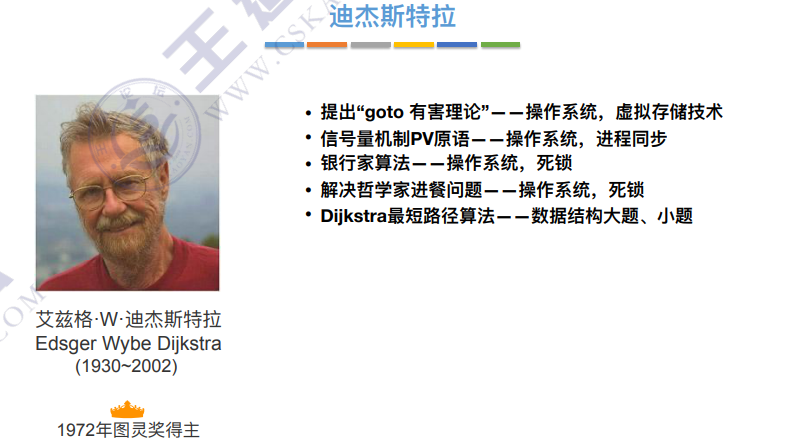 迪杰斯特拉
• 提出“goto 有害理论”——操作系统，虚拟存储技术
• 信号量机制PV原语——操作系统，进程同步
• 银行家算法——操作系统，死锁
• 解决哲学家进餐问题——操作系统，死锁
• Dijkstra最短路径算法——数据结构大题、小题
艾兹格·W·迪杰斯特拉
Edsger Wybe Dijkstra
(1930~2002)
1972年图灵奖得主